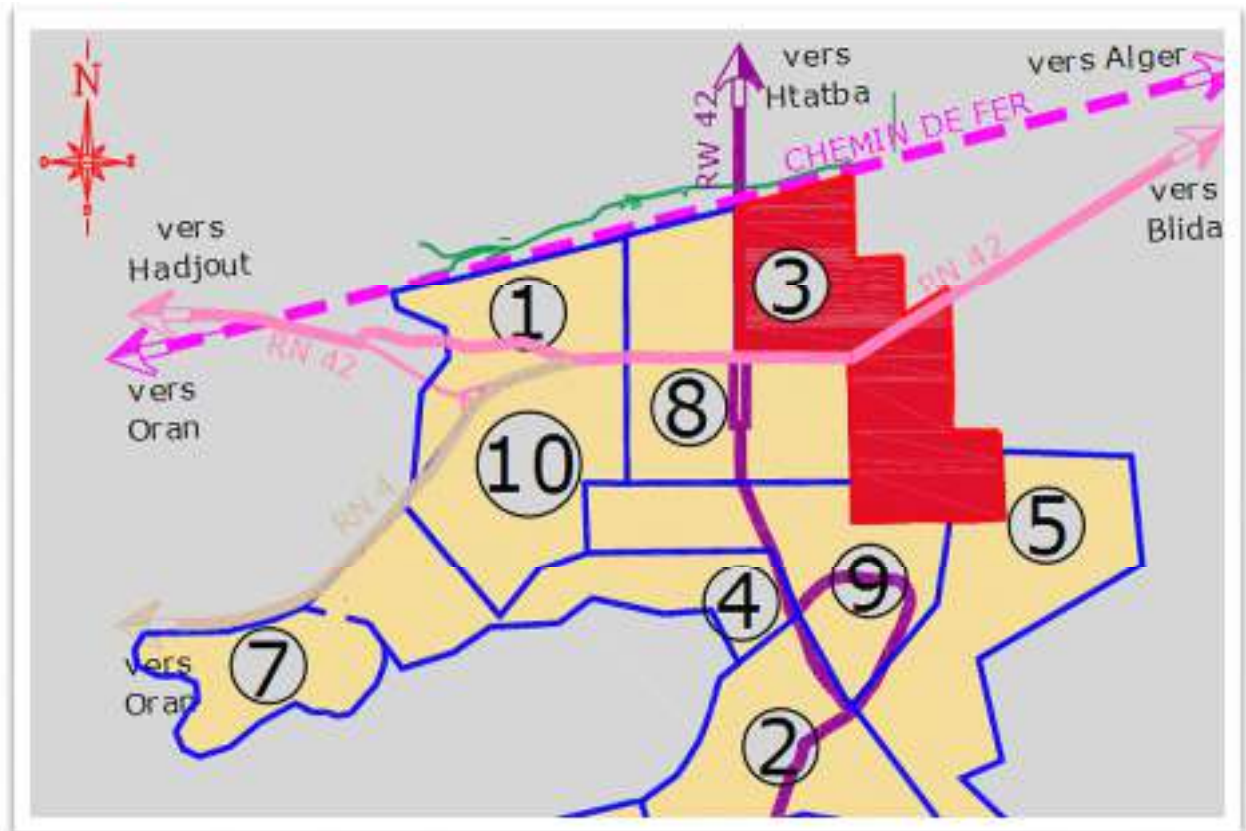 N
vers
Htatba
vers Alger
RW 42
CHEMIN DE FER
vers
Hadjout
vers
Blida
RN 42
RN 42
vers
Oran
RN 4
vers
Oran
1
3
8
10
5
9
4
7
2